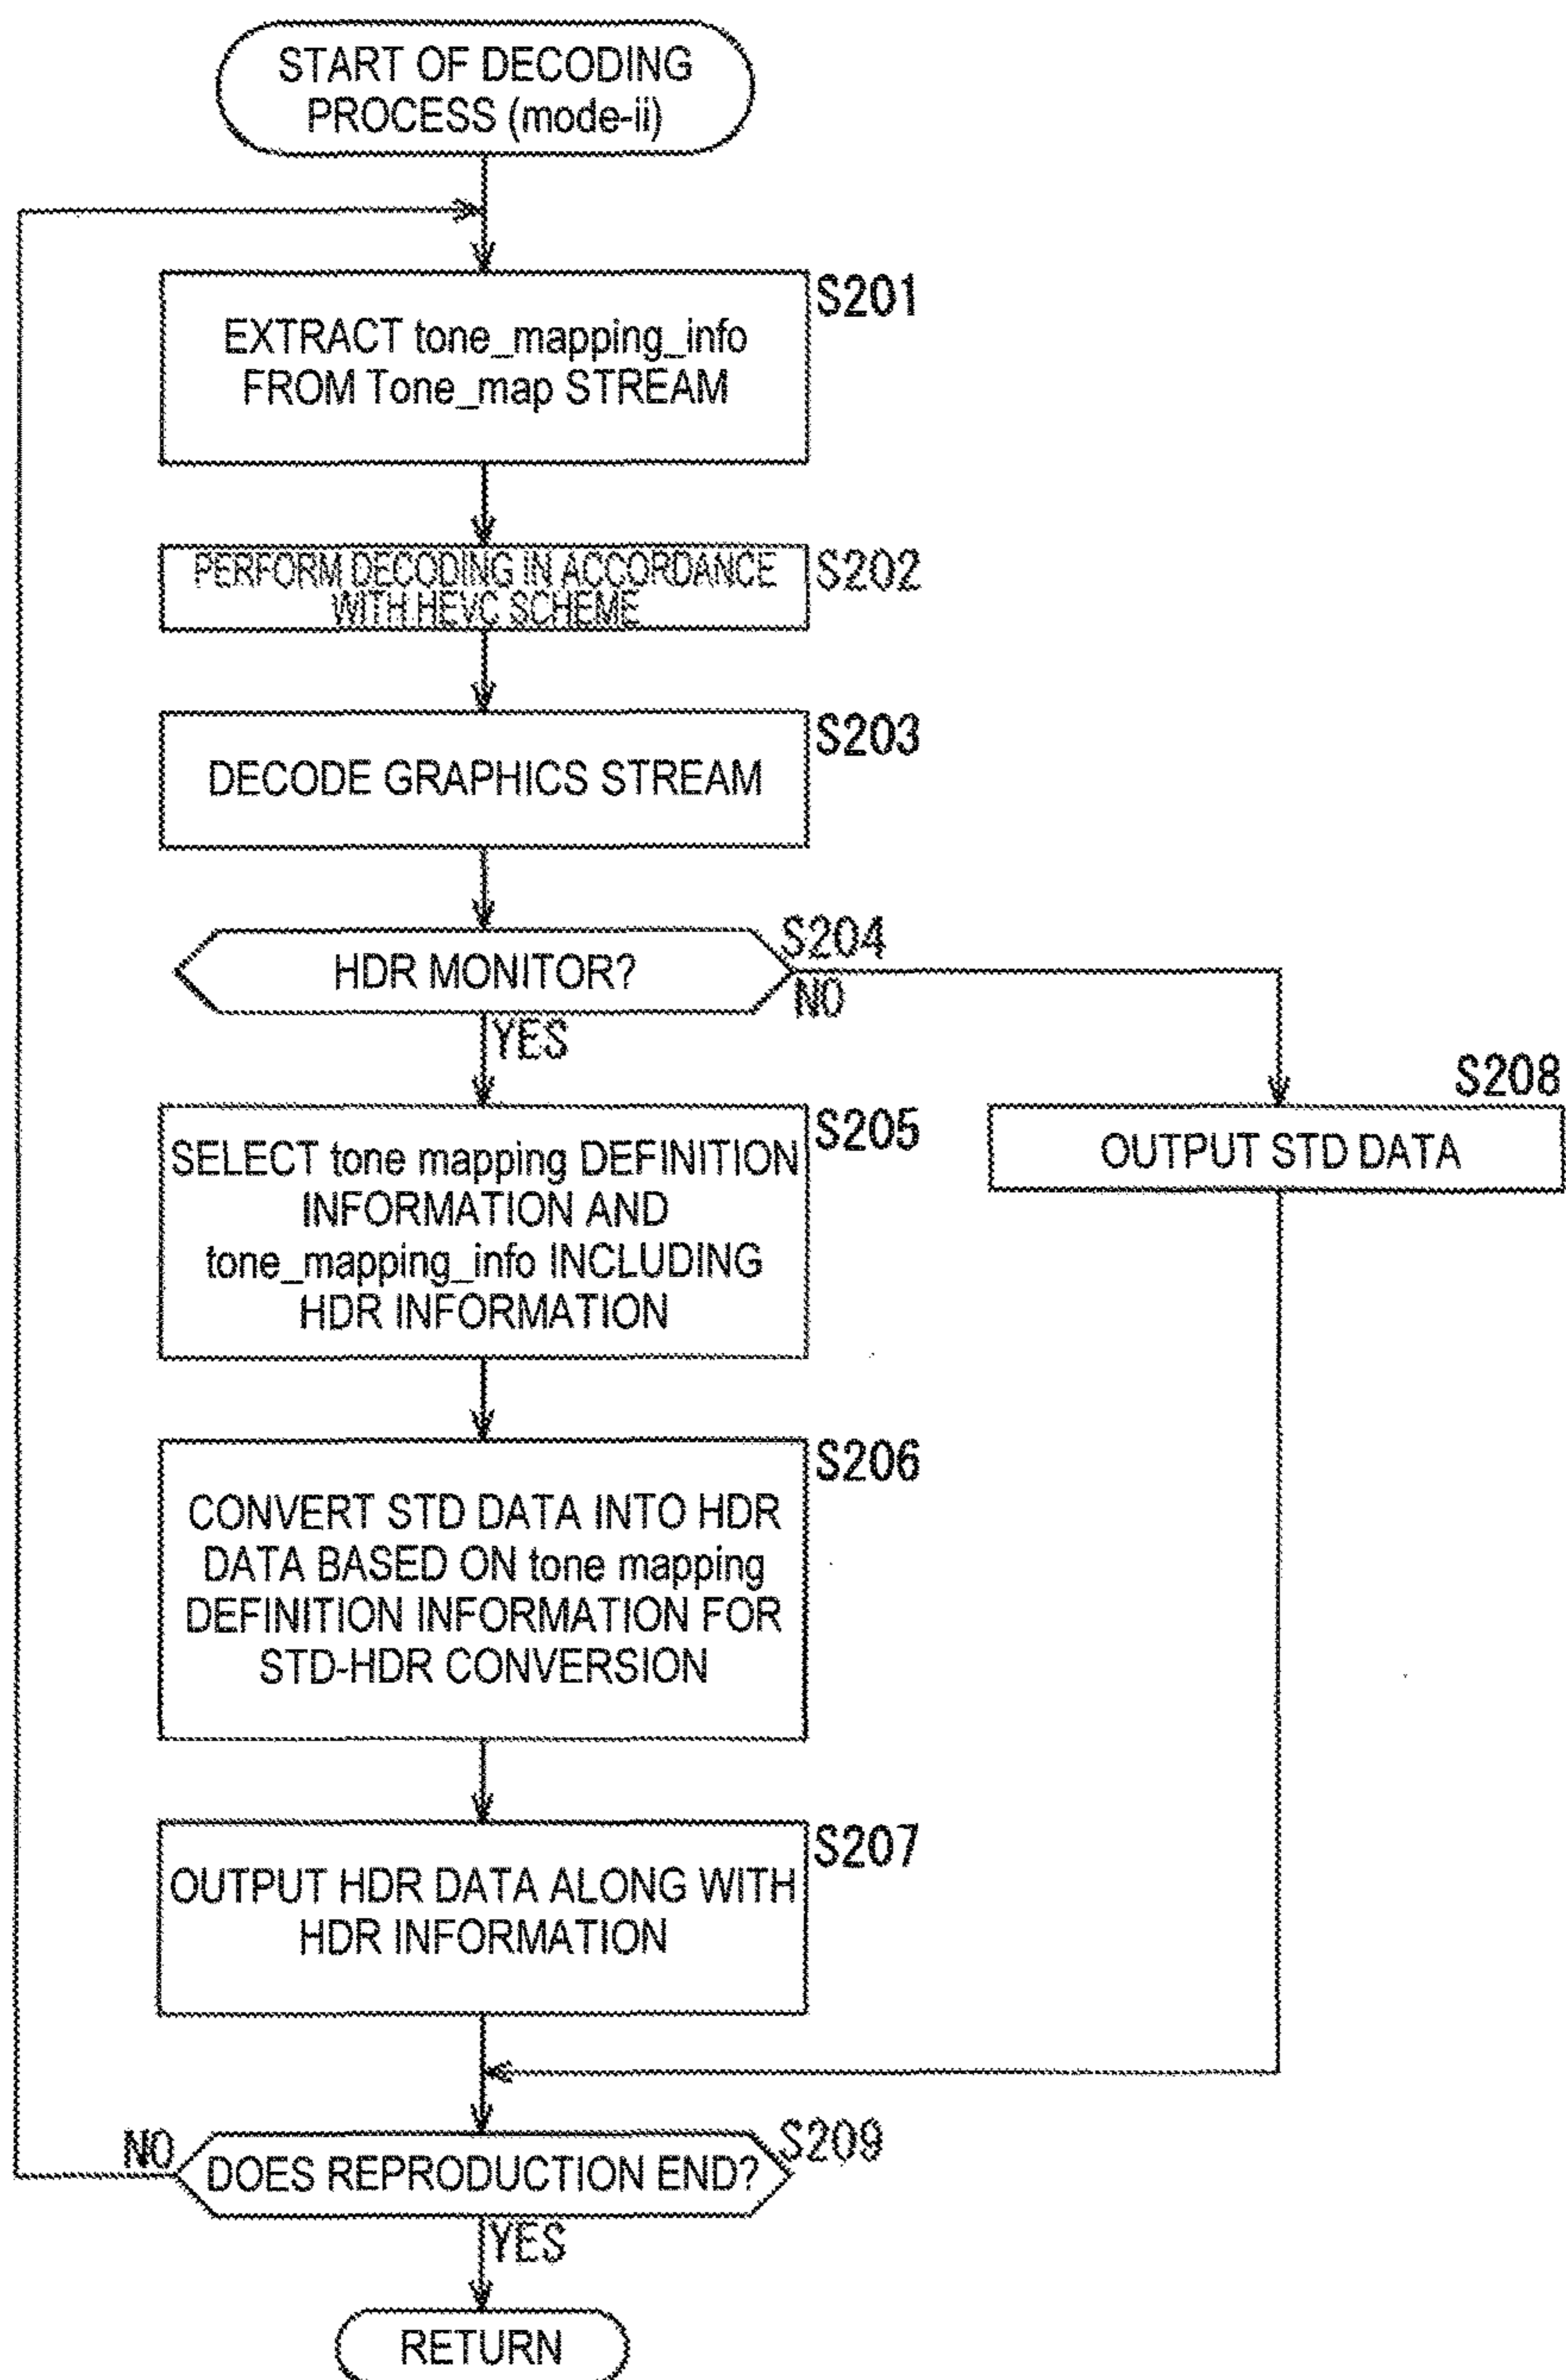 START OF DECODING
PROCESS (mode-ii)
S201
EXTRACT tone_mapping_info
FROM Tone_map STREAM
S202
PERFORM DECODING IN ACCORDANCE
WITH HEVC SCHEME
S203
DECODE GRAPHICS STREAM
S204
HDR MONITOR?
NO
YES
S205
SELECT tone mapping DEFINITION
INFORMATION AND
tone_mapping_info INCLUDING
HDR INFORMATION
S208
OUTPUT STD DATA
S206
CONVERT STD DATA INTO HDR
DATA BASED ON tone mapping
DEFINITION INFORMATION FOR
STD-HDR CONVERSION
S207
OUTPUT HDR DATA ALONG WITH
HDR INFORMATION
S209
NO
DOES REPRODUCTION END?
YES
RETURN